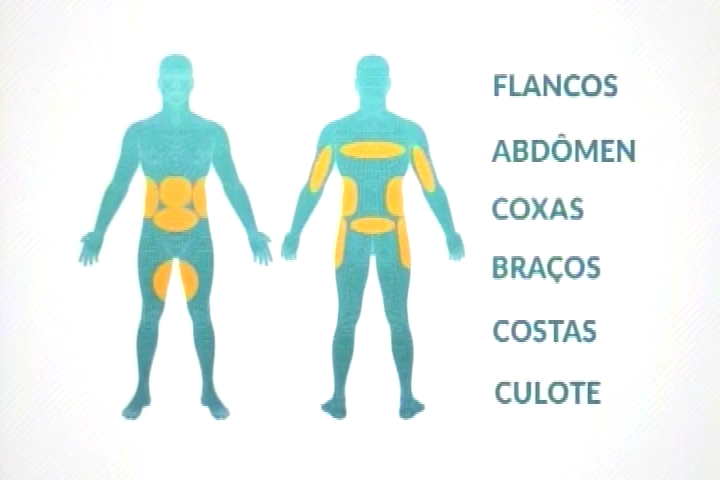 FLANCOS
ABDÔMEN
COXAS
BRAÇOS
COSTAS
CULOTE